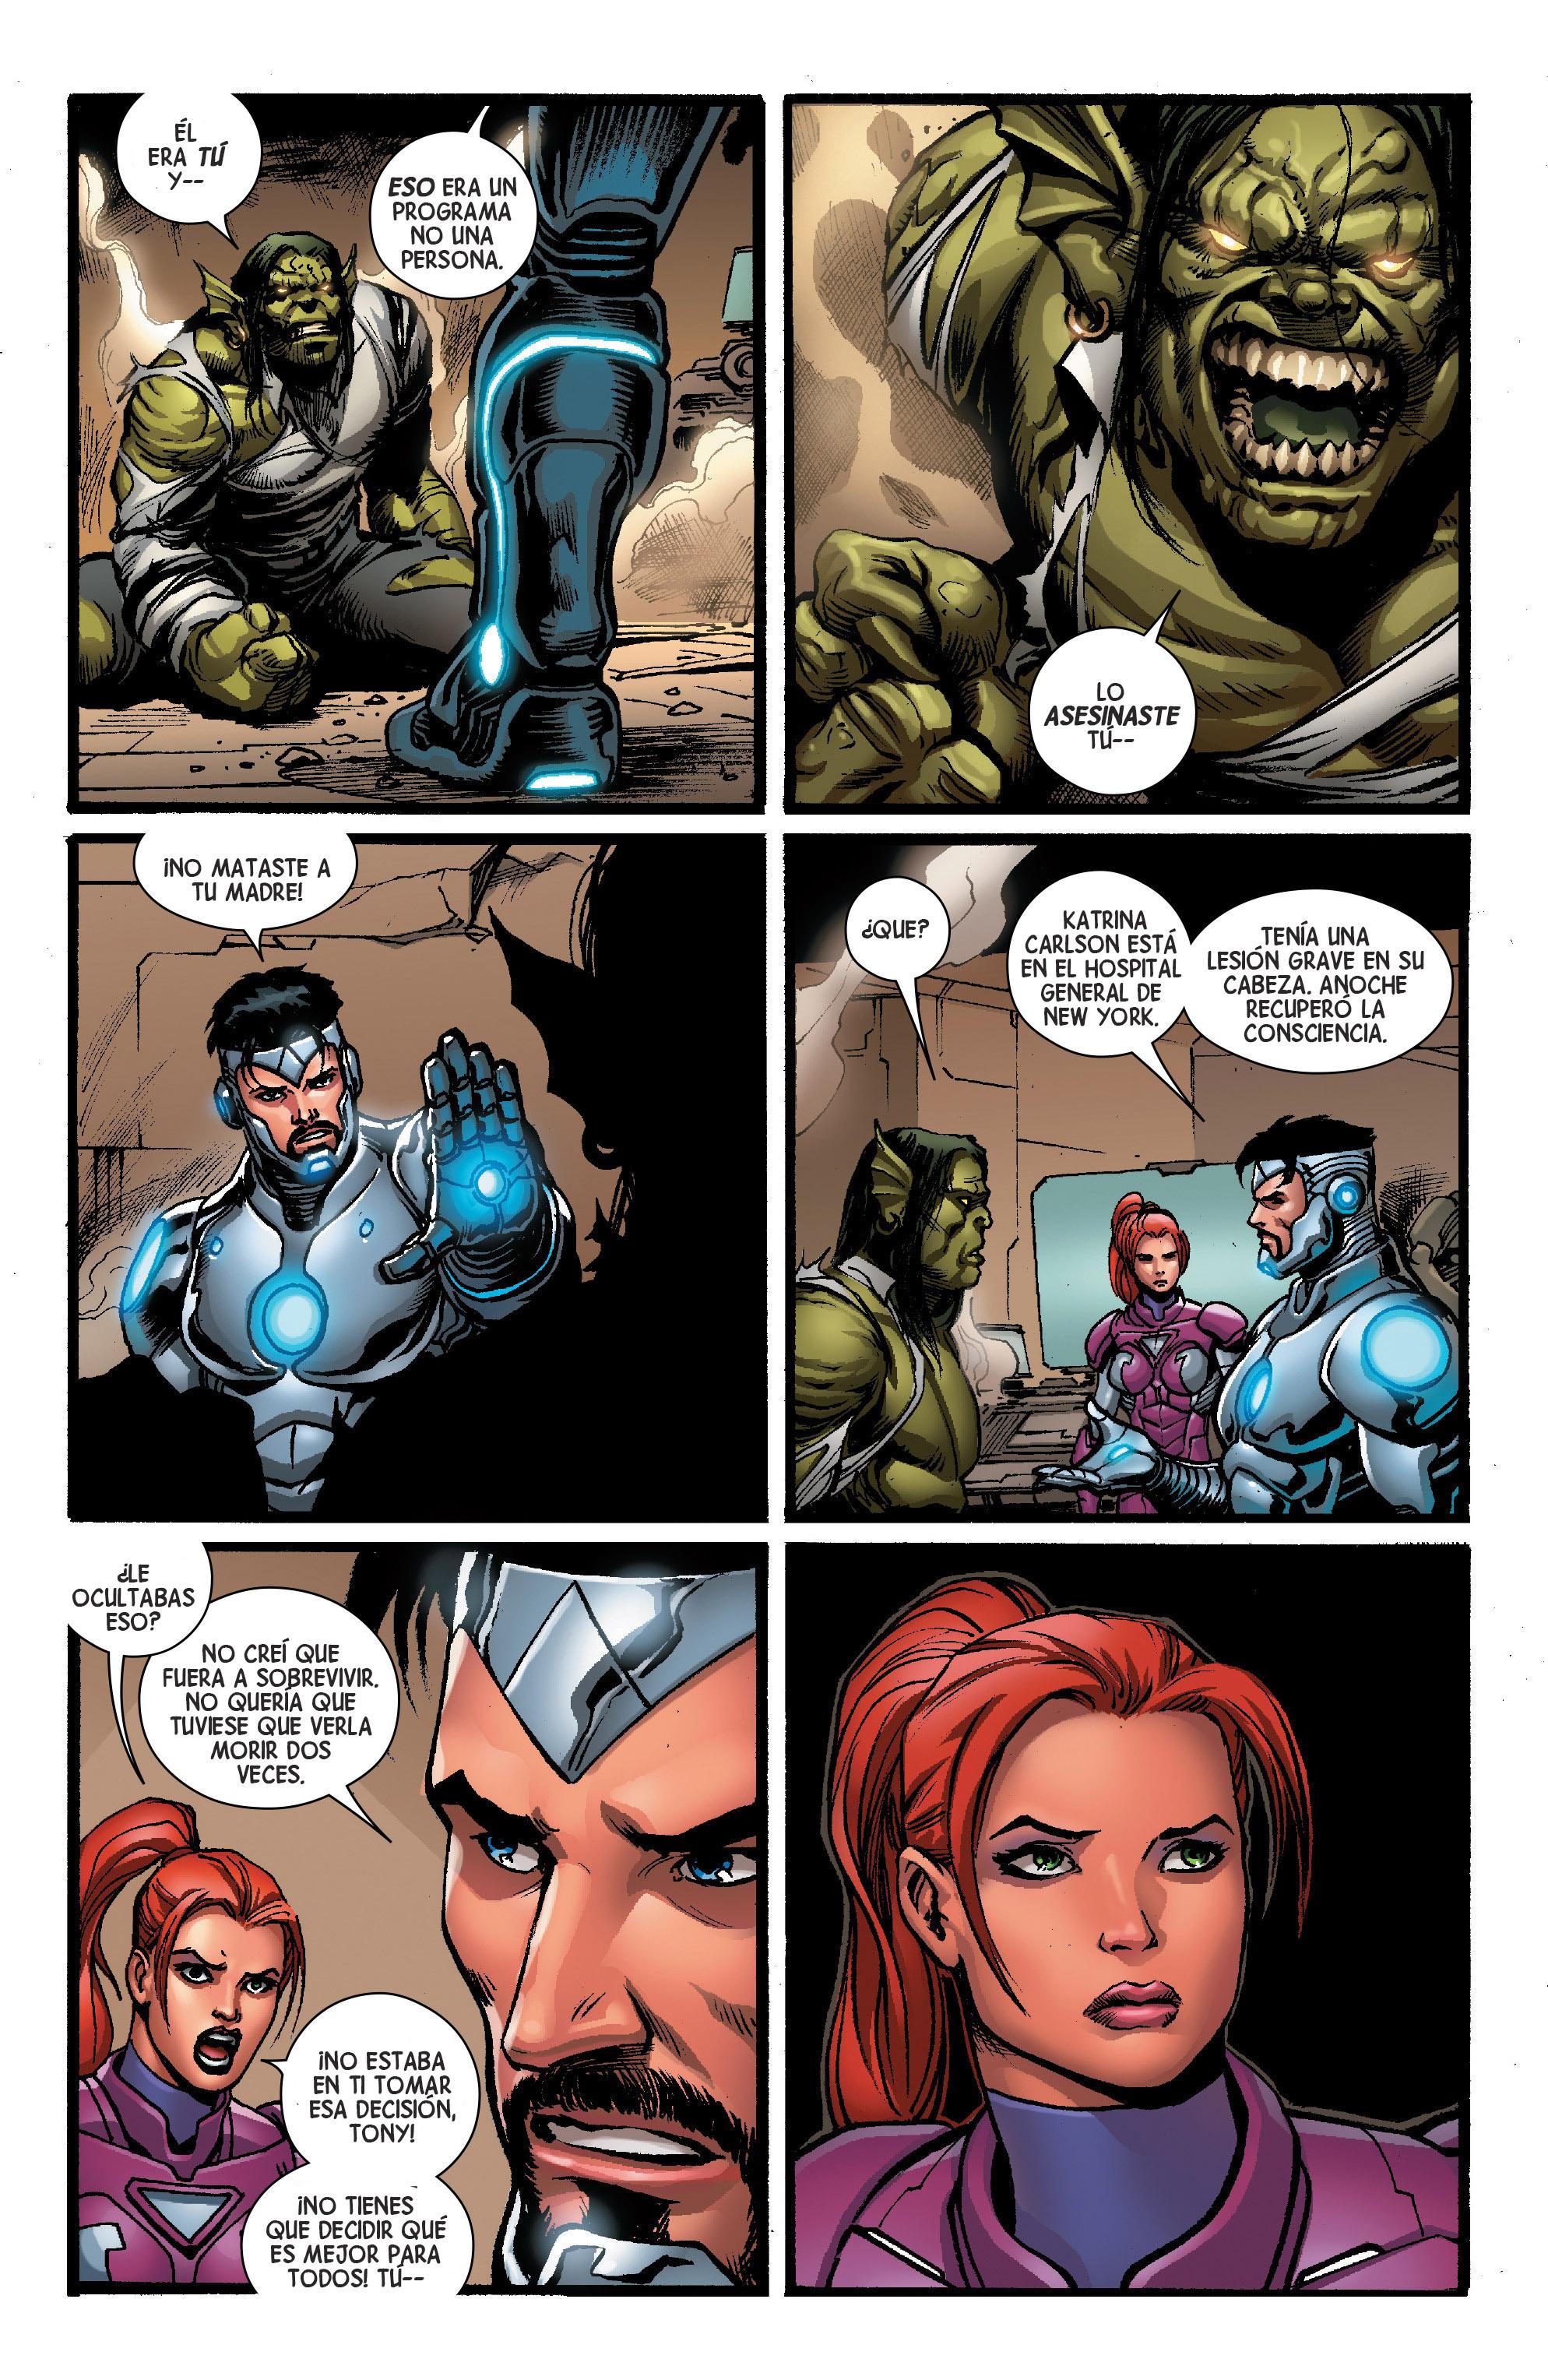 ÉL
ERA TÚ
Y--
ESO ERA UN
PROGRAMA
NO UNA
PERSONA.
LO
ASESINASTE
TÚ--
¡NO MATASTE A
TU MADRE!
¿QUE?
KATRINA
CARLSON ESTÁ
EN EL HOSPITAL
GENERAL DE
NEW YORK.
TENÍA UNA
LESIÓN GRAVE EN SU
CABEZA. ANOCHE
RECUPERÓ LA
CONSCIENCIA.
¿LE
OCULTABAS
ESO?
NO CREÍ QUE
FUERA A SOBREVIVIR.
NO QUERÍA QUE
TUVIESE QUE VERLA
MORIR DOS
VECES.
¡NO ESTABA
EN TI TOMAR
ESA DECISIÓN,
TONY!
¡NO TIENES
QUE DECIDIR QUÉ
ES MEJOR PARA
TODOS! TÚ--